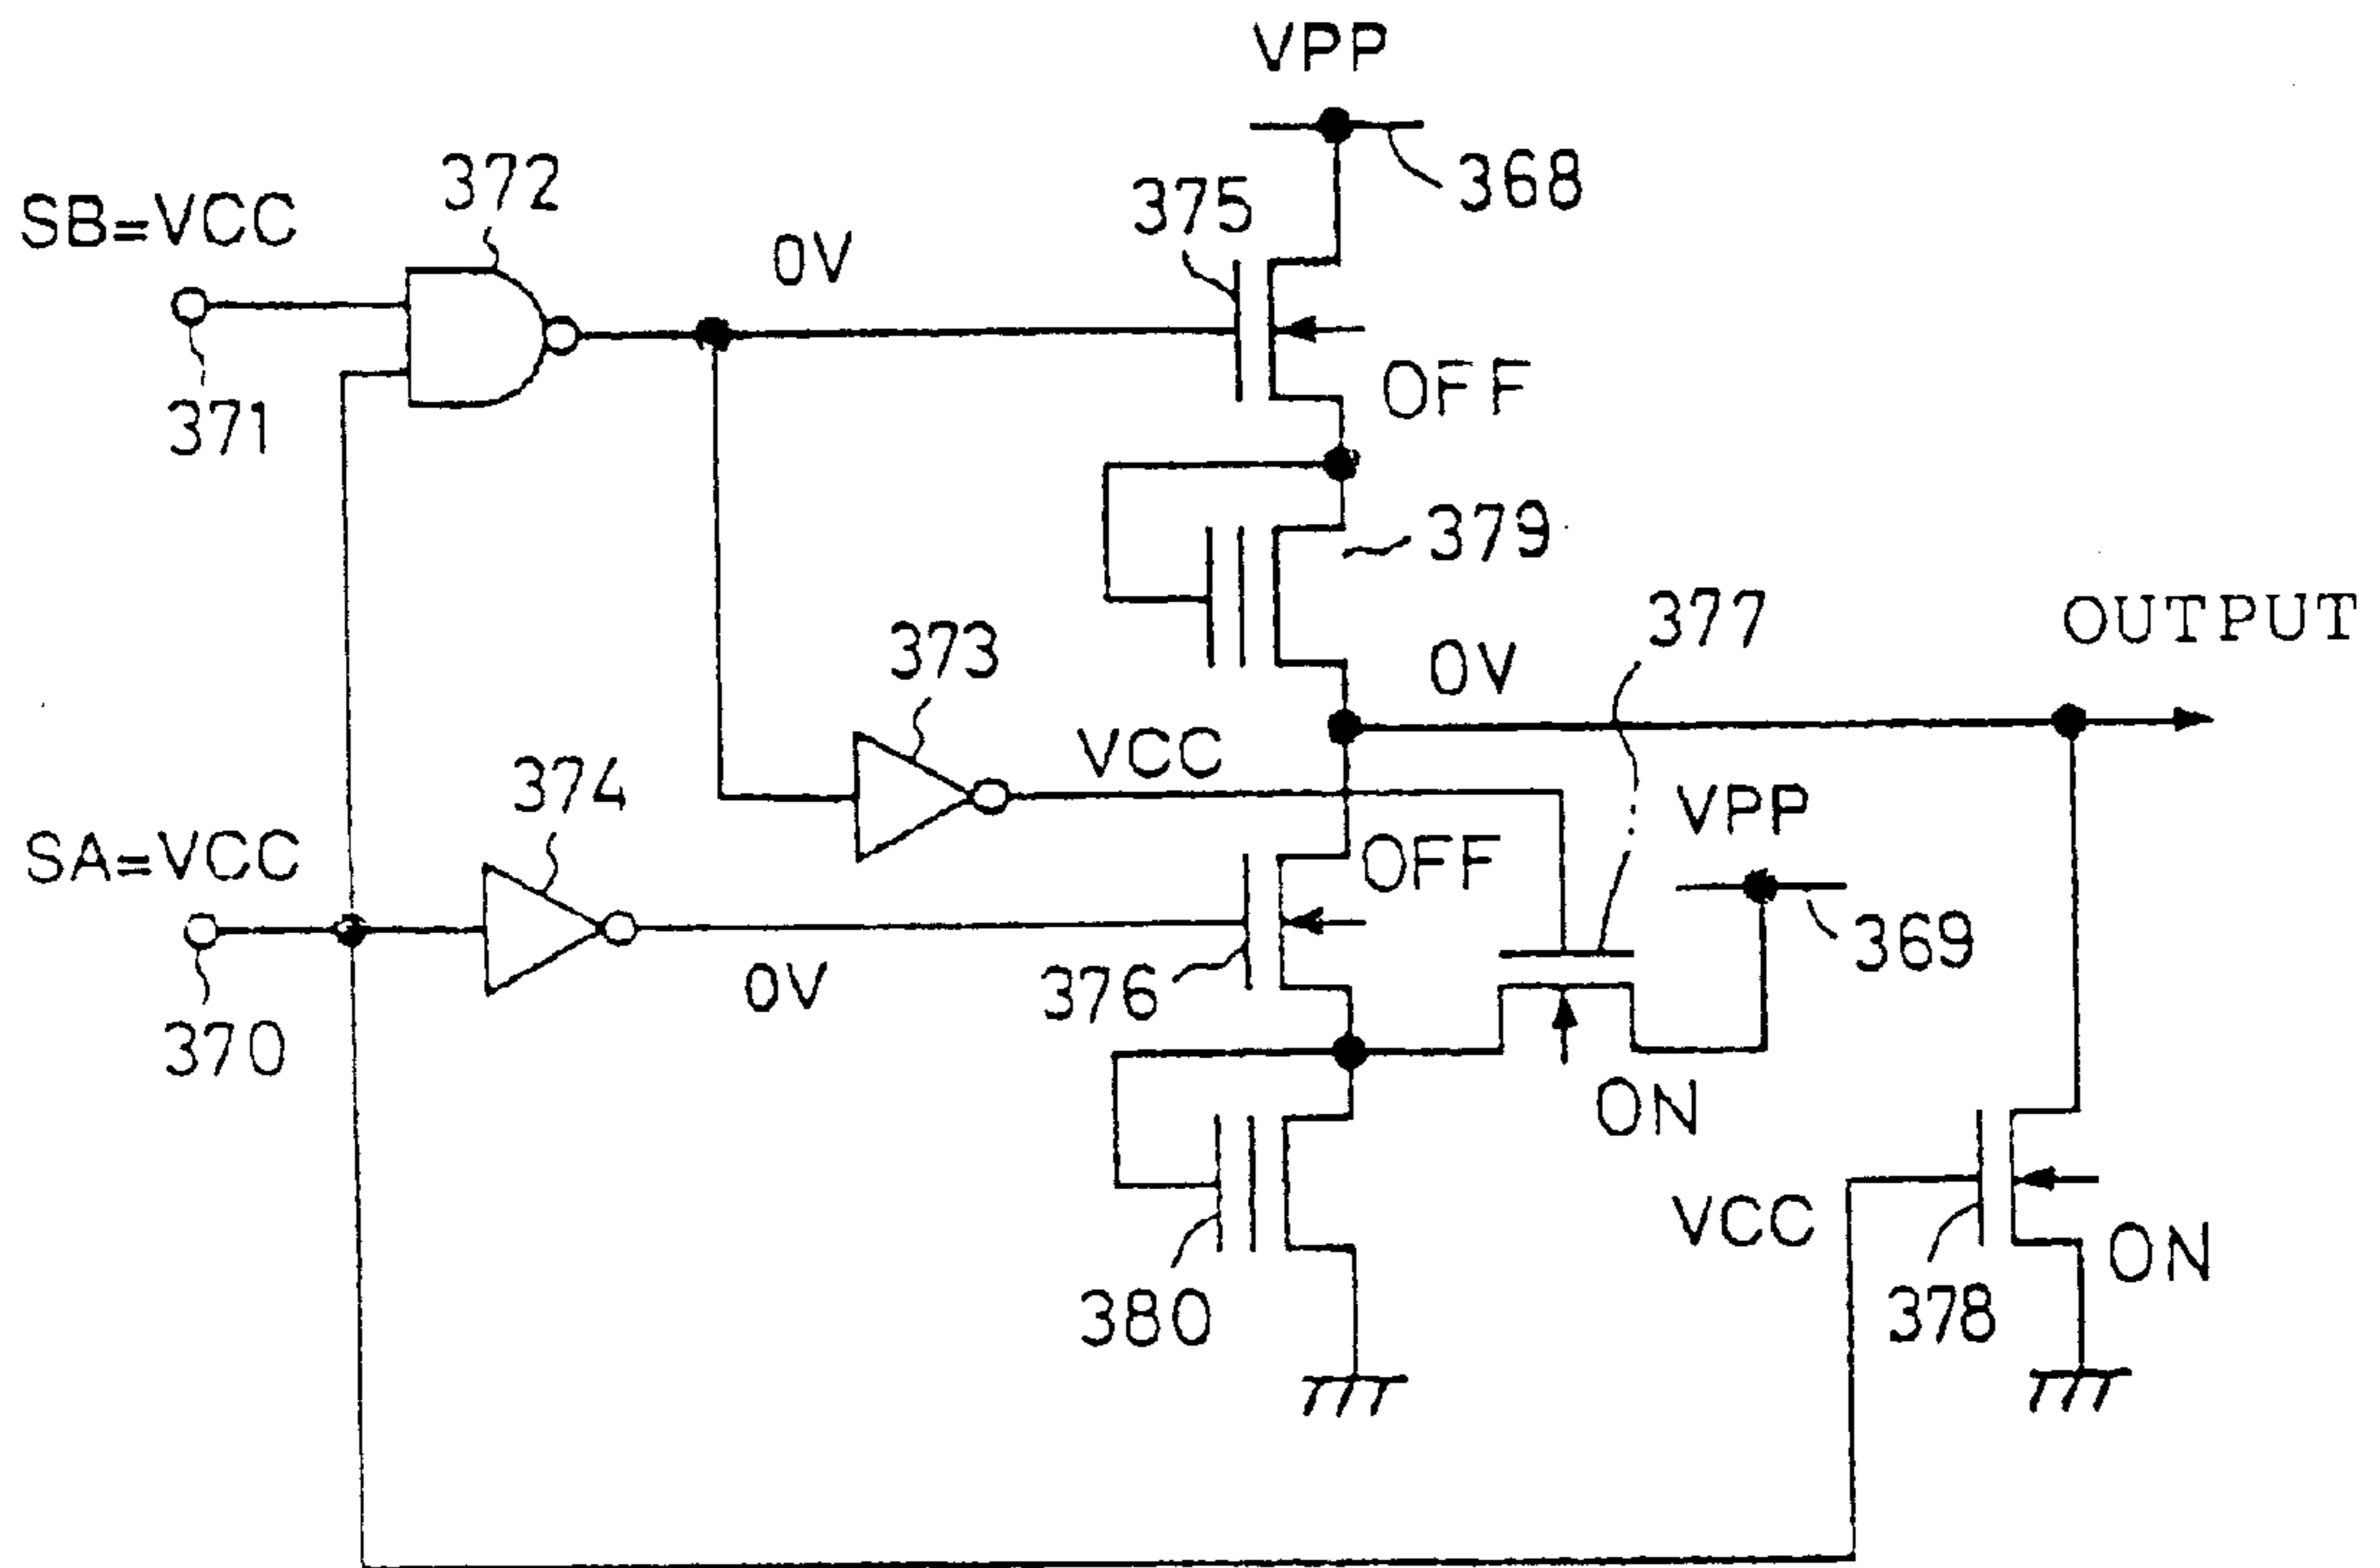 VPP
368
372
375
SB=VCC
0V
371
OFF
379
377
OUTPUT
373
0V
VCC
374
VPP
SA=VCC
OFF
369
0V
376
370
ON
VCC
ON
380
378